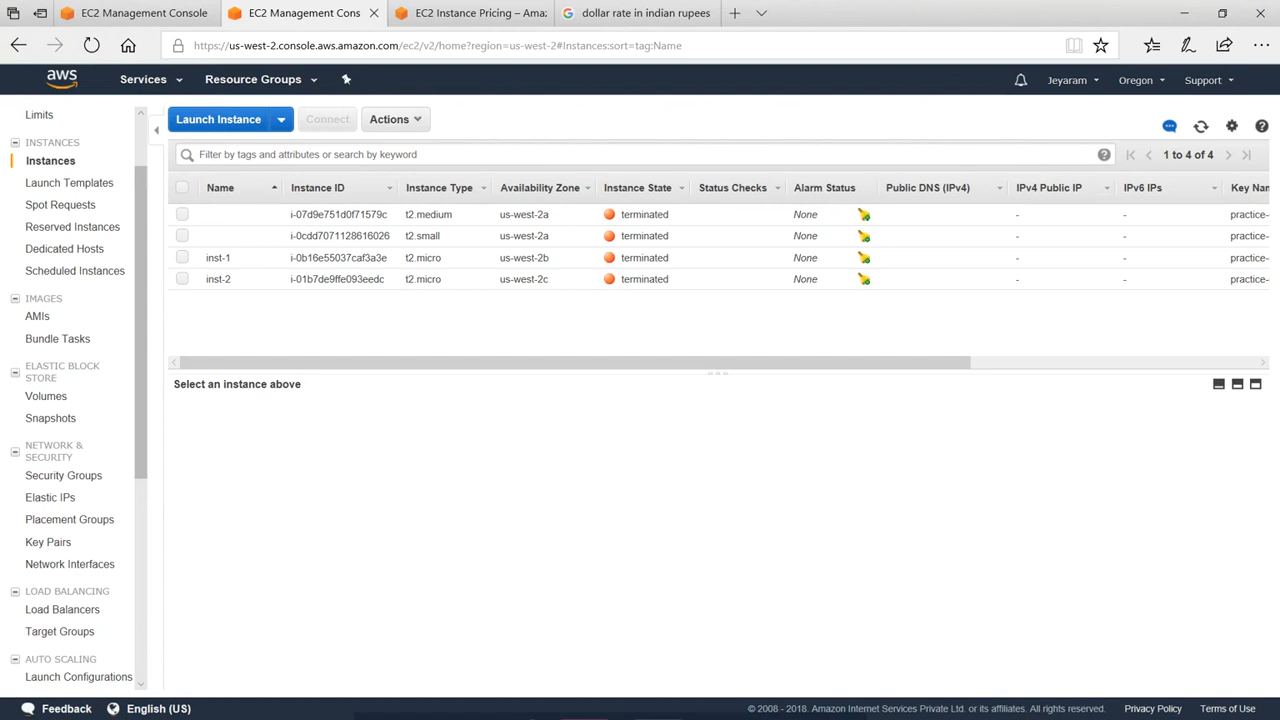 EC2 Management Console
EC2 Management Cons
EC2 Instance Pricing – Ama:
dollar rate in indian rupees
https://us-west-2.console.aws.amazon.com/ec2/v2/home?region=us-west-2#Instances:sort=tag:Name
aws
Services
Resource Groups
Jeyaram
Oregon
Support
Limits
INSTANCES
Instances
Launch Templates
Spot Requests
Reserved Instances
Dedicated Hosts
Scheduled Instances
IMAGES
AMIs
Bundle Tasks
ELASTIC BLOCK
STORE
Volumes
Snapshots
NETWORK &
SECURITY
Security Groups
Elastic IPs
Placement Groups
Key Pairs
Network Interfaces
LOAD BALANCING
Load Balancers
Target Groups
AUTO SCALING
Launch Configurations
Launch Instance
Connect
Actions
Filter by tags and attributes or search by keyword
1 to 4 of 4
Name Instance ID Instance Type Availability Zone Instance State Status Checks Alarm Status Public DNS (IPv4) IPv4 Public IP IPv6 IPs Key Nam
i-07d9e751d0f71579c t2.medium us-west-2a terminated None - - practice-
i-0cdd7071128616026 t2.small us-west-2a terminated None - - practice-
inst-1 i-0b16e55037caf3a3e t2.micro us-west-2b terminated None - - practice-
inst-2 i-01b7de9ffe093eedc t2.micro us-west-2c terminated None - - practice-
Select an instance above
Feedback
English (US)
© 2008 - 2018, Amazon Internet Services Private Ltd. or its affiliates. All rights reserved.
Privacy Policy
Terms of Use